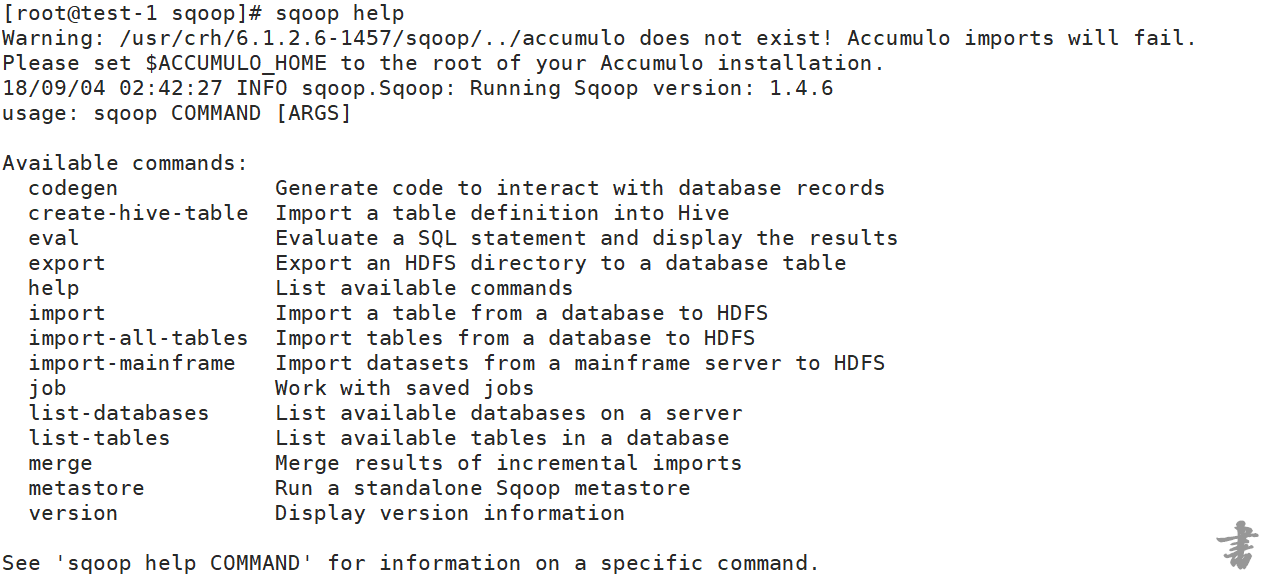 [root@test-1 sqoop]# sqoop help
Warning: /usr/crh/6.1.2.6-1457/sqoop/../accumulo does not exist! Accumulo imports will fail.
Please set $ACCUMULO_HOME to the root of your Accumulo installation.
18/09/04 02:42:27 INFO sqoop.Sqoop: Running Sqoop version: 1.4.6
usage: sqoop COMMAND [ARGS]

Available commands:
  codegen            Generate code to interact with database records
  create-hive-table  Import a table definition into Hive
  eval               Evaluate a SQL statement and display the results
  export             Export an HDFS directory to a database table
  help               List available commands
  import             Import a table from a database to HDFS
  import-all-tables  Import tables from a database to HDFS
  import-mainframe   Import datasets from a mainframe server to HDFS
  job                Work with saved jobs
  list-databases     List available databases on a server
  list-tables        List available tables in a database
  merge              Merge results of incremental imports
  metastore          Run a standalone Sqoop metastore
  version            Display version information

See 'sqoop help COMMAND' for information on a specific command.
書